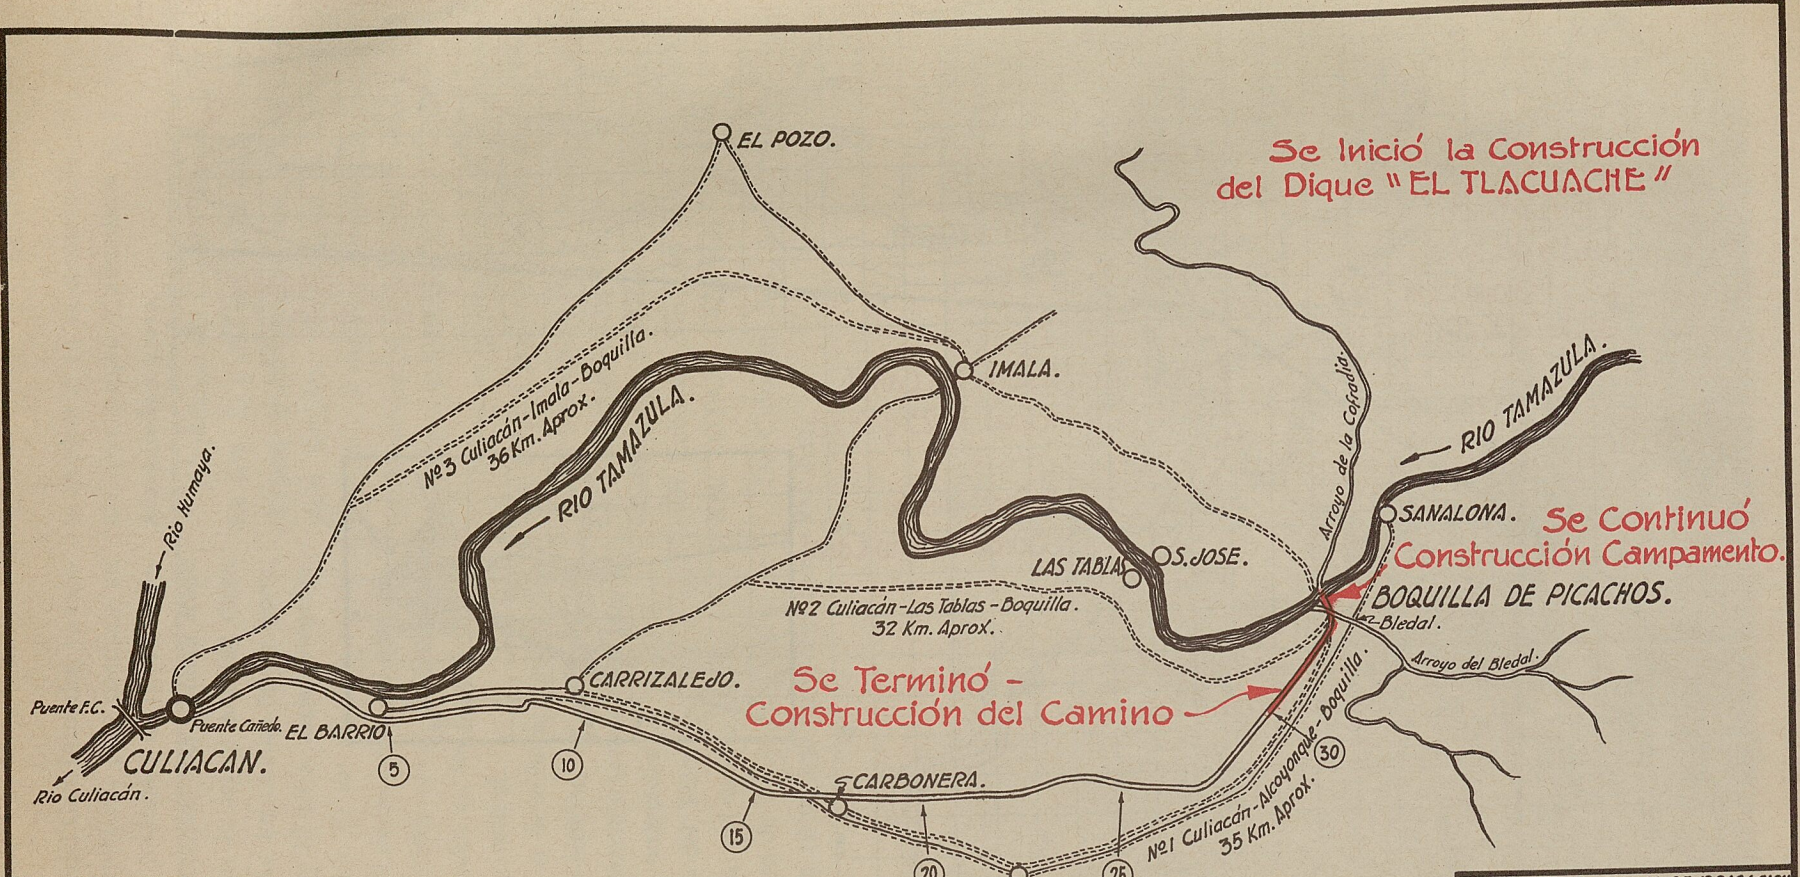 EL POZO.
Se Inició la Construcción
del Dique "EL TLACUACHE"
Nº3 Culiacán-Imala-Boquilla.
36 Km. Aprox.
IMALA.
RIO TAMAZULA.
RIO TAMAZULA.
Arroyo de la Cofradia.
Rio Humaya.
SANALONA.
Se Continuó
Construcción Campamento.
LAS TABLAS
S. JOSE.
BOQUILLA DE PICACHOS.
Bledal.
Nº2 Culiacán-Las Tablas-Boquilla.
32 Km. Aprox.
Arroyo del Bledal.
CARRIZALEJO.
Se Terminó -
Construcción del Camino
Puente F.C.
Puente Cañedo.
EL BARRIO
CULIACAN.
Rio Culiacán.
5
10
CARBONERA.
15
20
25
30
Nº1 Culiacán-Alcoyonque-Boquilla.
35 Km. Aprox.